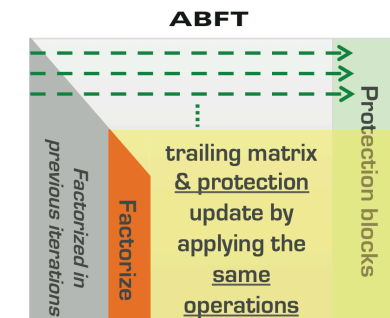 ABFT
Factorized in
previous iterations
Factorize
trailing matrix
& protection
update by
applying the
same
operations
Protection blocks